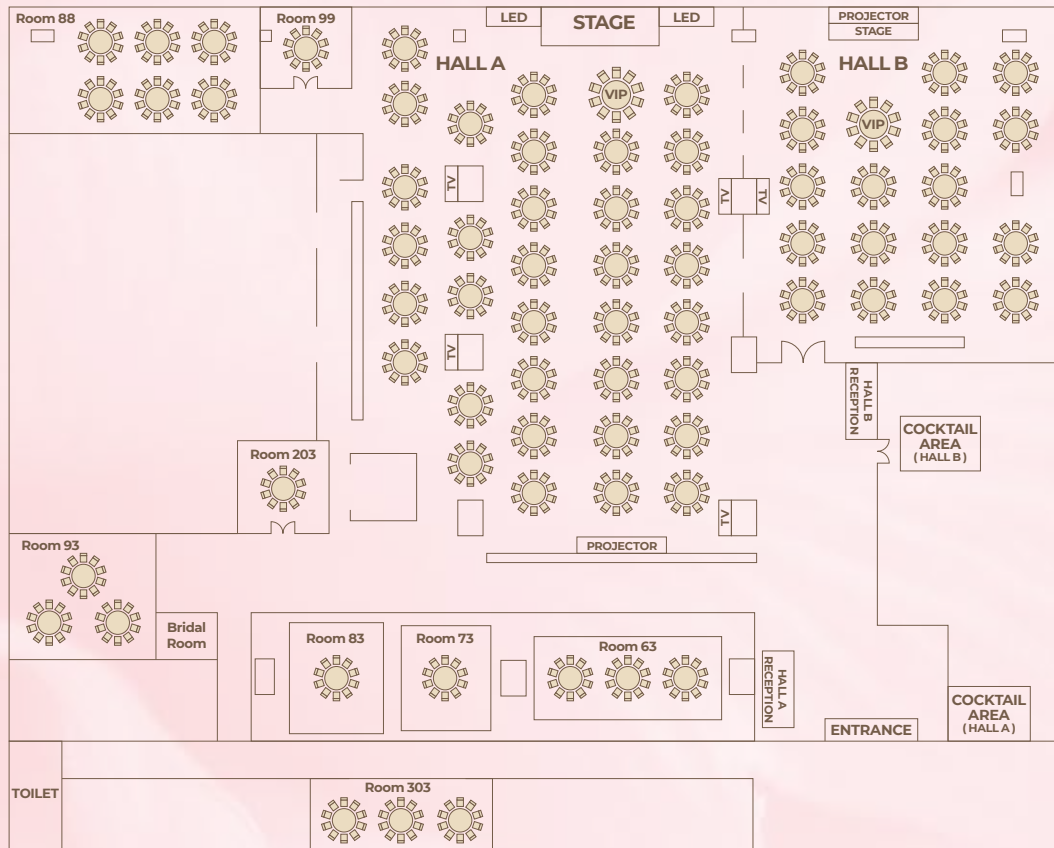 Room 88
Room 99
LED
STAGE
LED
PROJECTOR
STAGE
HALL A
HALL B
VIP
VIP
TV
TV
TV
TV
HALL B
RECEPTION
COCKTAIL
AREA
( HALL B )
Room 203
TV
PROJECTOR
Room 93
Bridal
Room
Room 83
Room 73
Room 63
HALL A
RECEPTION
COCKTAIL
AREA
( HALL A )
ENTRANCE
TOILET
Room 303